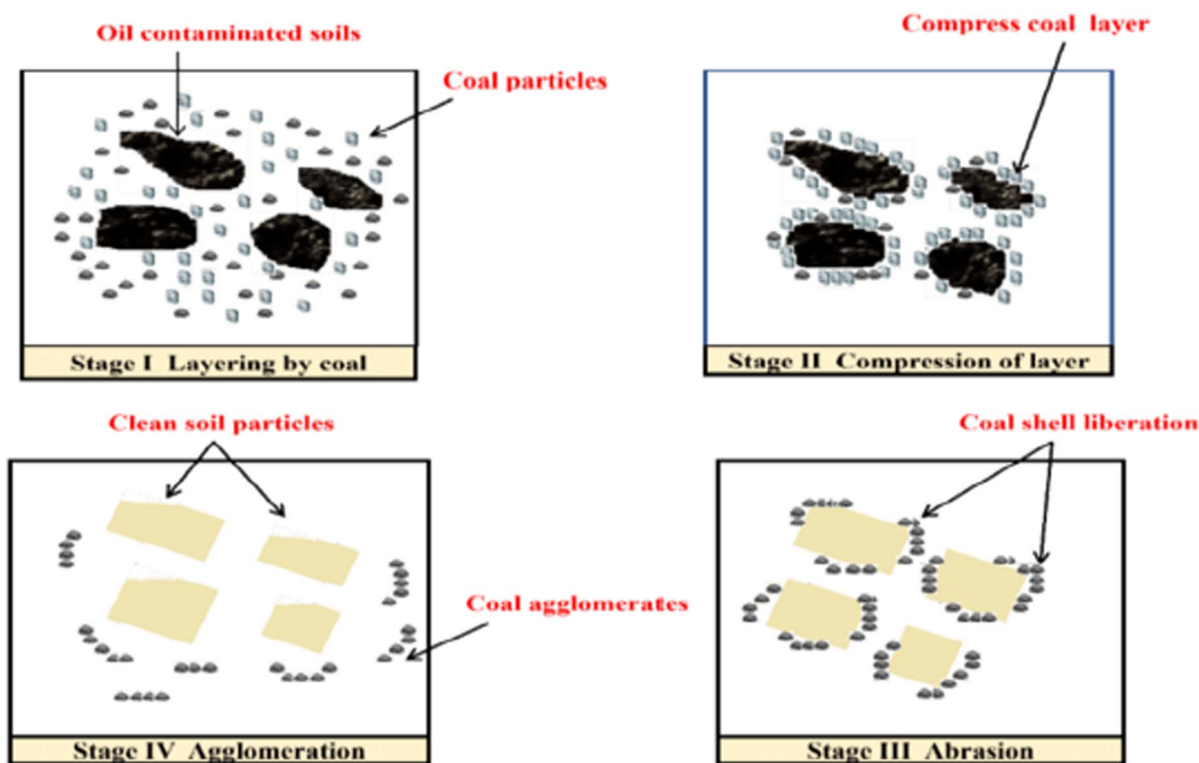 Oil contaminated soils
Coal particles
Stage I Layering by coal
Compress coal layer
Stage II Compression of layer
Clean soil particles
Coal agglomerates
Stage IV Agglomeration
Coal shell liberation
Stage III Abrasion